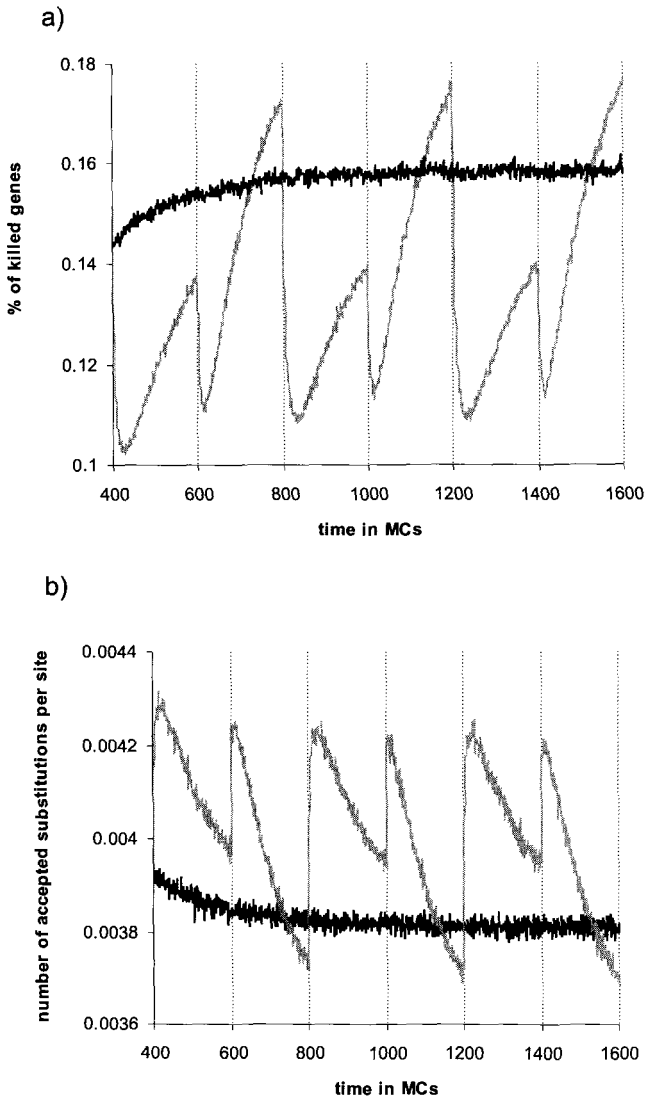 a)
0.18
0.16
0.14
0.12
0.1
% of killed genes
400 600 800 1000 1200 1400 1600
time in MCs
b)
0.0044
0.0042
0.004
0.0038
0.0036
number of accepted substitutions per site
400 600 800 1000 1200 1400 1600
time in MCs